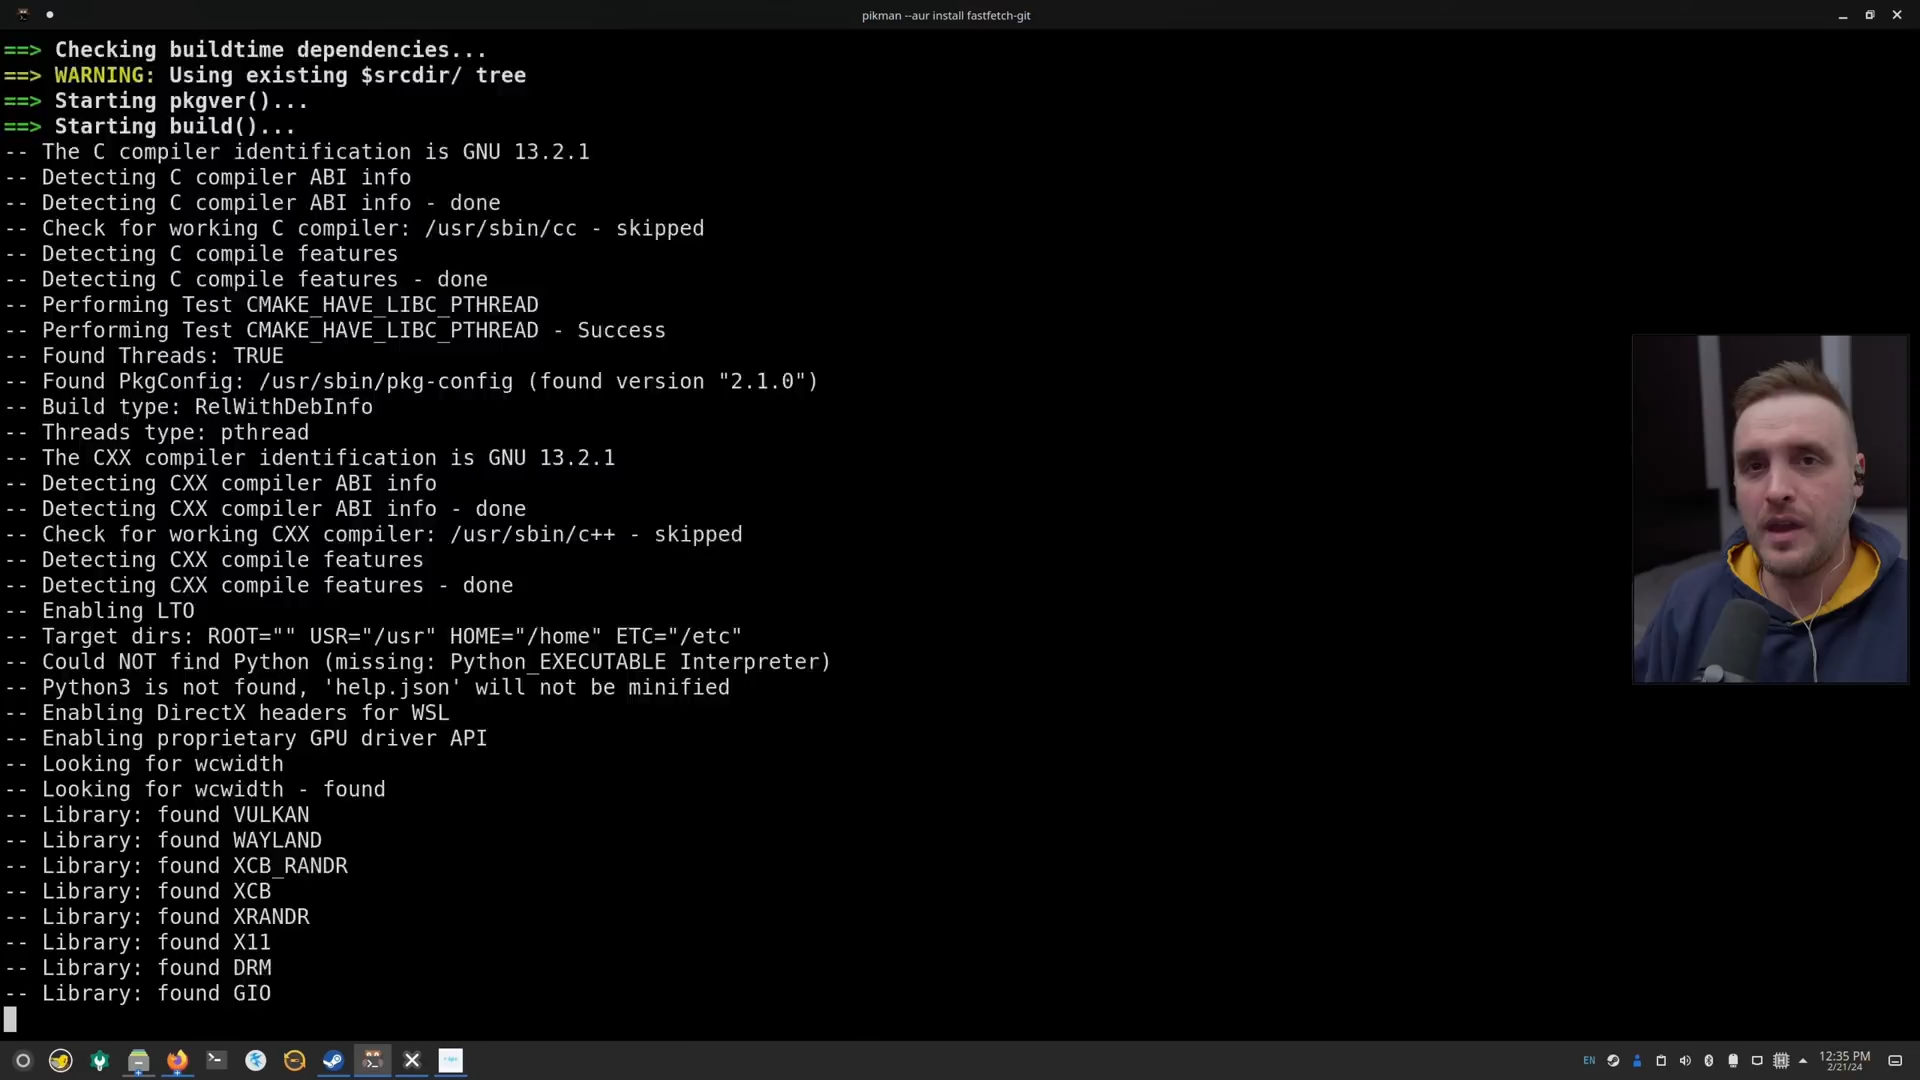 pikman --aur install fastfetch-git
==> Checking buildtime dependencies...
==> WARNING: Using existing $srcdir/ tree
==> Starting pkgver()...
==> Starting build()...
-- The C compiler identification is GNU 13.2.1
-- Detecting C compiler ABI info
-- Detecting C compiler ABI info - done
-- Check for working C compiler: /usr/sbin/cc - skipped
-- Detecting C compile features
-- Detecting C compile features - done
-- Performing Test CMAKE_HAVE_LIBC_PTHREAD
-- Performing Test CMAKE_HAVE_LIBC_PTHREAD - Success
-- Found Threads: TRUE
-- Found PkgConfig: /usr/sbin/pkg-config (found version "2.1.0")
-- Build type: RelWithDebInfo
-- Threads type: pthread
-- The CXX compiler identification is GNU 13.2.1
-- Detecting CXX compiler ABI info
-- Detecting CXX compiler ABI info - done
-- Check for working CXX compiler: /usr/sbin/c++ - skipped
-- Detecting CXX compile features
-- Detecting CXX compile features - done
-- Enabling LTO
-- Target dirs: ROOT="" USR="/usr" HOME="/home" ETC="/etc"
-- Could NOT find Python (missing: Python_EXECUTABLE Interpreter)
-- Python3 is not found, 'help.json' will not be minified
-- Enabling DirectX headers for WSL
-- Enabling proprietary GPU driver API
-- Looking for wcwidth
-- Looking for wcwidth - found
-- Library: found VULKAN
-- Library: found WAYLAND
-- Library: found XCB_RANDR
-- Library: found XCB
-- Library: found XRANDR
-- Library: found X11
-- Library: found DRM
-- Library: found GIO
EN
12:35 PM
2/21/24